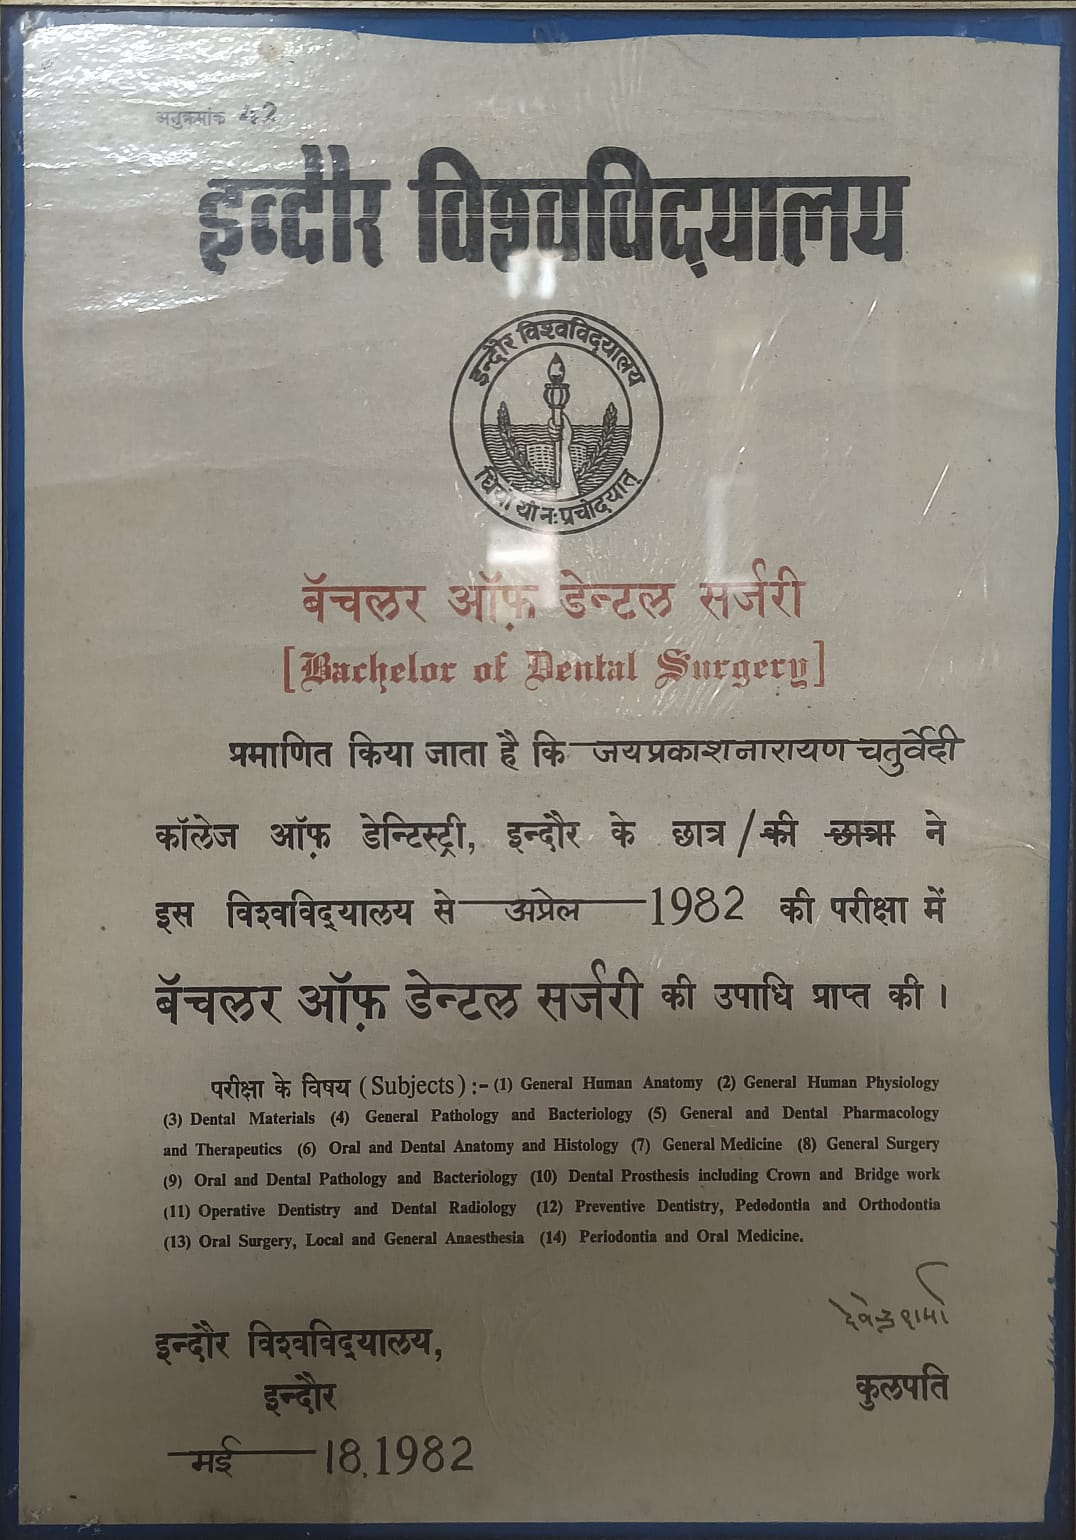 अनुक्रमांक 42
इन्दौर विश्वविद्यालय
इन्दौर विश्वविद्यालय
धियो यो नः प्रचोदयात्
बॅचलर ऑफ़ डेन्टल सर्जरी
[Bachelor of Dental Surgery]
प्रमाणित किया जाता है कि जयप्रकाश नारायण चतुर्वेदी
कॉलेज ऑफ़ डेन्टिस्ट्री, इन्दौर के छात्र / की छात्रा ने
इस विश्वविद्यालय से अप्रेल 1982 की परीक्षा में
बॅचलर ऑफ़ डेन्टल सर्जरी की उपाधि प्राप्त की ।
परीक्षा के विषय (Subjects) :- (1) General Human Anatomy (2) General Human Physiology
(3) Dental Materials (4) General Pathology and Bacteriology (5) General and Dental Pharmacology
and Therapeutics (6) Oral and Dental Anatomy and Histology (7) General Medicine (8) General Surgery
(9) Oral and Dental Pathology and Bacteriology (10) Dental Prosthesis including Crown and Bridge work
(11) Operative Dentistry and Dental Radiology (12) Preventive Dentistry, Pedodontia and Orthodontia
(13) Oral Surgery, Local and General Anaesthesia (14) Periodontia and Oral Medicine.
देवेन्द्र शर्मा
इन्दौर विश्वविद्यालय,
कुलपति
इन्दौर
मई 18, 1982